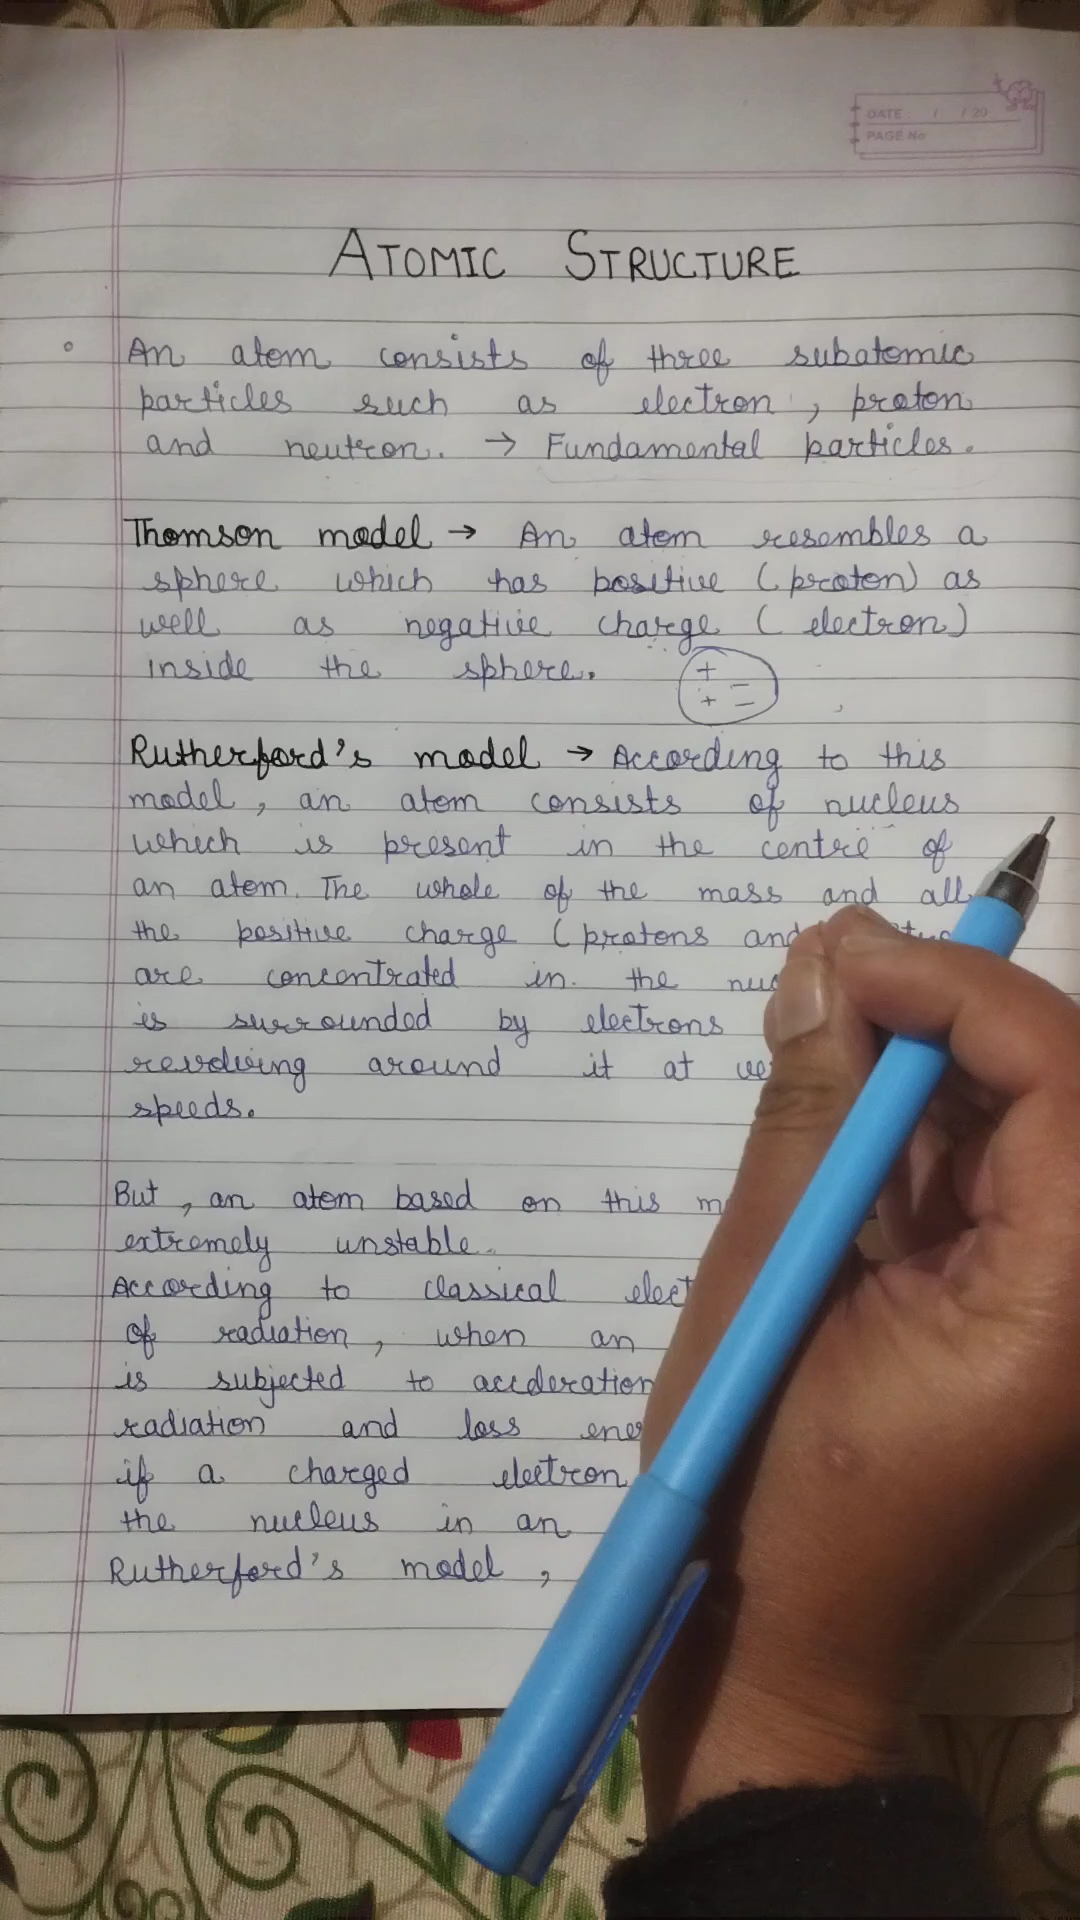 DATE : / / 20
PAGE No
ATOMIC STRUCTURE
An atom consists of three subatomic
particles such as electron, proton
and neutron. → Fundamental particles.
Thomson model → An atom resembles a
sphere which has positive (proton) as
well as negative charge (electron)
inside the sphere.
+
+ − −
Rutherford's model → According to this
model, an atom consists of nucleus
which is present in the centre of
an atom. The whole of the mass and all
the positive charge (protons and
are concentrated in the
is surrounded by electrons
revolving around it at
speeds.
But, an atom based on this
extremely unstable.
According to classical
of radiation, when an
is subjected to acceleration
radiation and loss
if a charged electron
the nucleus in an
Rutherford's model,